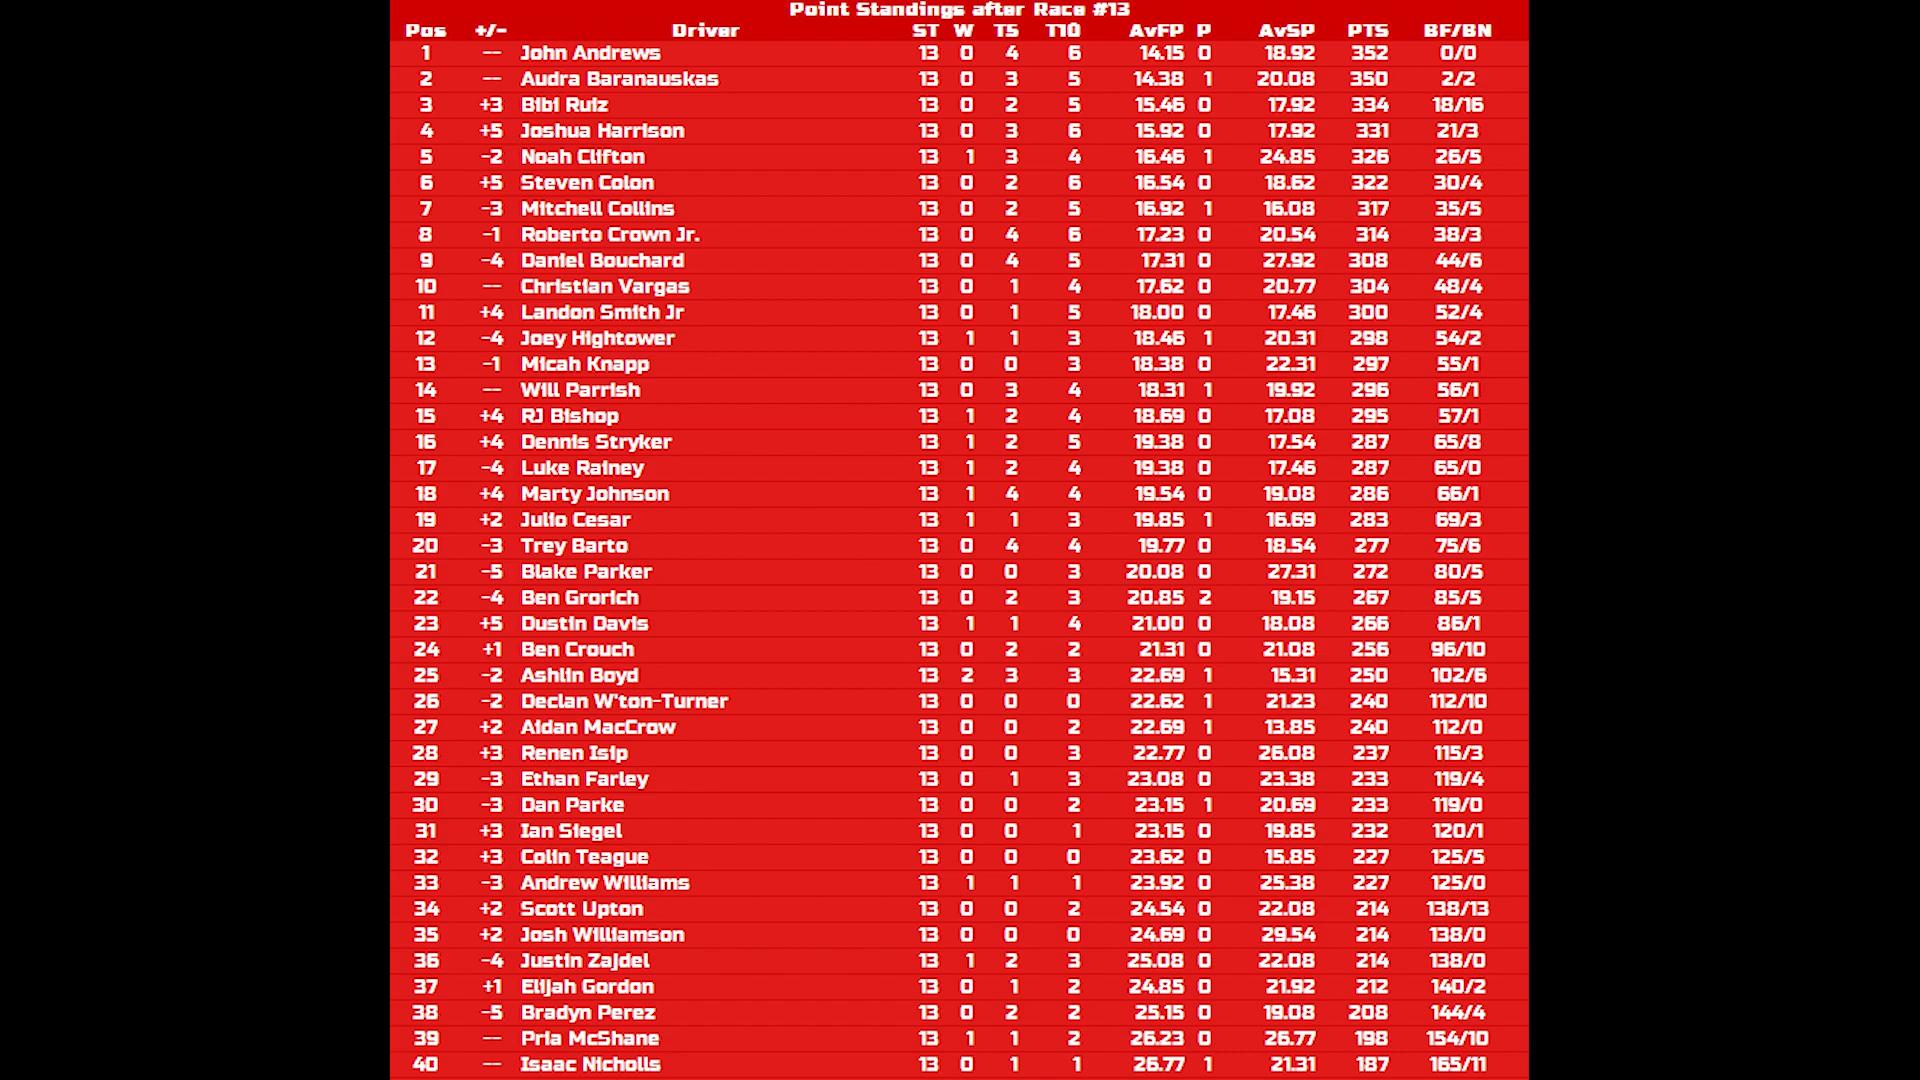 Point Standings after Race #13
Pos +/- Driver ST W T5 T10 AvFP P AvSP PTS BF/BN
1 -- John Andrews 13 0 4 6 14.15 0 18.92 352 0/0
2 -- Audra Baranauskas 13 0 3 5 14.38 1 20.08 350 2/2
3 +3 Bibi Ruiz 13 0 2 5 15.46 0 17.92 334 18/16
4 +5 Joshua Harrison 13 0 3 6 15.92 0 17.92 331 21/3
5 -2 Noah Clifton 13 1 3 4 16.46 1 24.85 326 26/5
6 +5 Steven Colon 13 0 2 6 16.54 0 18.62 322 30/4
7 -3 Mitchell Collins 13 0 2 5 16.92 1 16.08 317 35/5
8 -1 Roberto Crown Jr. 13 0 4 6 17.23 0 20.54 314 38/3
9 -4 Daniel Bouchard 13 0 4 5 17.31 0 27.92 308 44/6
10 -- Christian Vargas 13 0 1 4 17.62 0 20.77 304 48/4
11 +4 Landon Smith Jr 13 0 1 5 18.00 0 17.46 300 52/4
12 -4 Joey Hightower 13 1 1 3 18.46 1 20.31 298 54/2
13 -1 Micah Knapp 13 0 0 3 18.38 0 22.31 297 55/1
14 -- Will Parrish 13 0 3 4 18.31 1 19.92 296 56/1
15 +4 RJ Bishop 13 1 2 4 18.69 0 17.08 295 57/1
16 +4 Dennis Stryker 13 1 2 5 19.38 0 17.54 287 65/8
17 -4 Luke Rainey 13 1 2 4 19.38 0 17.46 287 65/0
18 +4 Marty Johnson 13 1 4 4 19.54 0 19.08 286 66/1
19 +2 Julio Cesar 13 1 1 3 19.85 1 16.69 283 69/3
20 -3 Trey Barto 13 0 4 4 19.77 0 18.54 277 75/6
21 -5 Blake Parker 13 0 0 3 20.08 0 27.31 272 80/5
22 -4 Ben Grorich 13 0 2 3 20.85 2 19.15 267 85/5
23 +5 Dustin Davis 13 1 1 4 21.00 0 18.08 266 86/1
24 +1 Ben Crouch 13 0 2 2 21.31 0 21.08 256 96/10
25 -2 Ashlin Boyd 13 2 3 3 22.69 1 15.31 250 102/6
26 -2 Declan W'ton-Turner 13 0 0 0 22.62 1 21.23 240 112/10
27 +2 Aidan MacCrow 13 0 0 2 22.69 1 13.85 240 112/0
28 +3 Renen Isip 13 0 0 3 22.77 0 26.08 237 115/3
29 -3 Ethan Farley 13 0 1 3 23.08 0 23.38 233 119/4
30 -3 Dan Parke 13 0 0 2 23.15 1 20.69 233 119/0
31 +3 Ian Siegel 13 0 0 1 23.15 0 19.85 232 120/1
32 +3 Colin Teague 13 0 0 0 23.62 0 15.85 227 125/5
33 -3 Andrew Williams 13 1 1 1 23.92 0 25.38 227 125/0
34 +2 Scott Upton 13 0 0 2 24.54 0 22.08 214 138/13
35 +2 Josh Williamson 13 0 0 0 24.69 0 29.54 214 138/0
36 -4 Justin Zajdel 13 1 2 3 25.08 0 22.08 214 138/0
37 +1 Elijah Gordon 13 0 1 2 24.85 0 21.92 212 140/2
38 -5 Bradyn Perez 13 0 2 2 25.15 0 19.08 208 144/4
39 -- Pria McShane 13 1 1 2 26.23 0 26.77 198 154/10
40 -- Isaac Nicholls 13 0 1 1 26.77 1 21.31 187 165/11